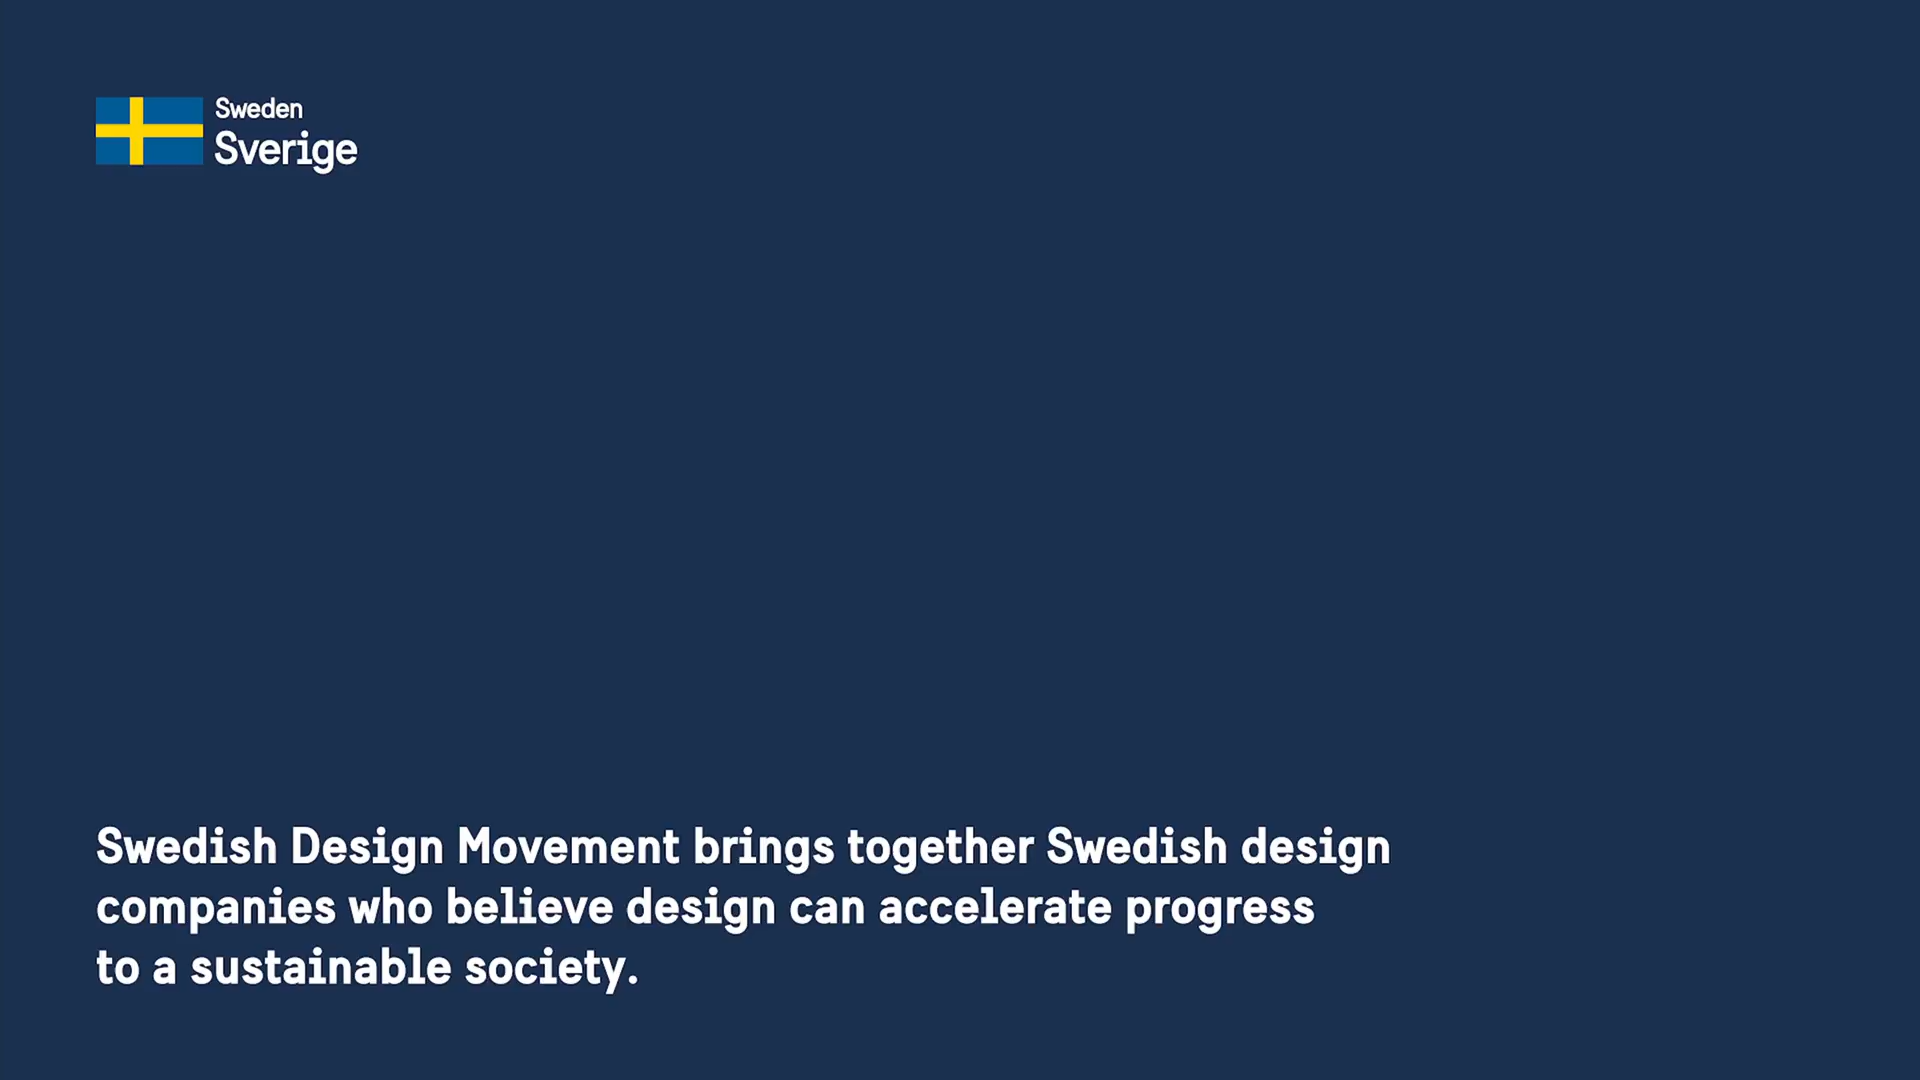 Sweden
Sverige
Swedish Design Movement brings together Swedish design
companies who believe design can accelerate progress
to a sustainable society.